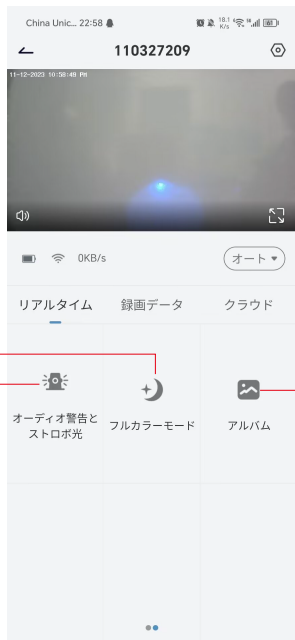 China Unic... 22:58
18.1 K/s
110327209
11-12-2023 10:58:48 PM
0KB/s
オート
リアルタイム 録画データ クラウド
オーディオ警告と
ストロボ光
フルカラーモード
アルバム